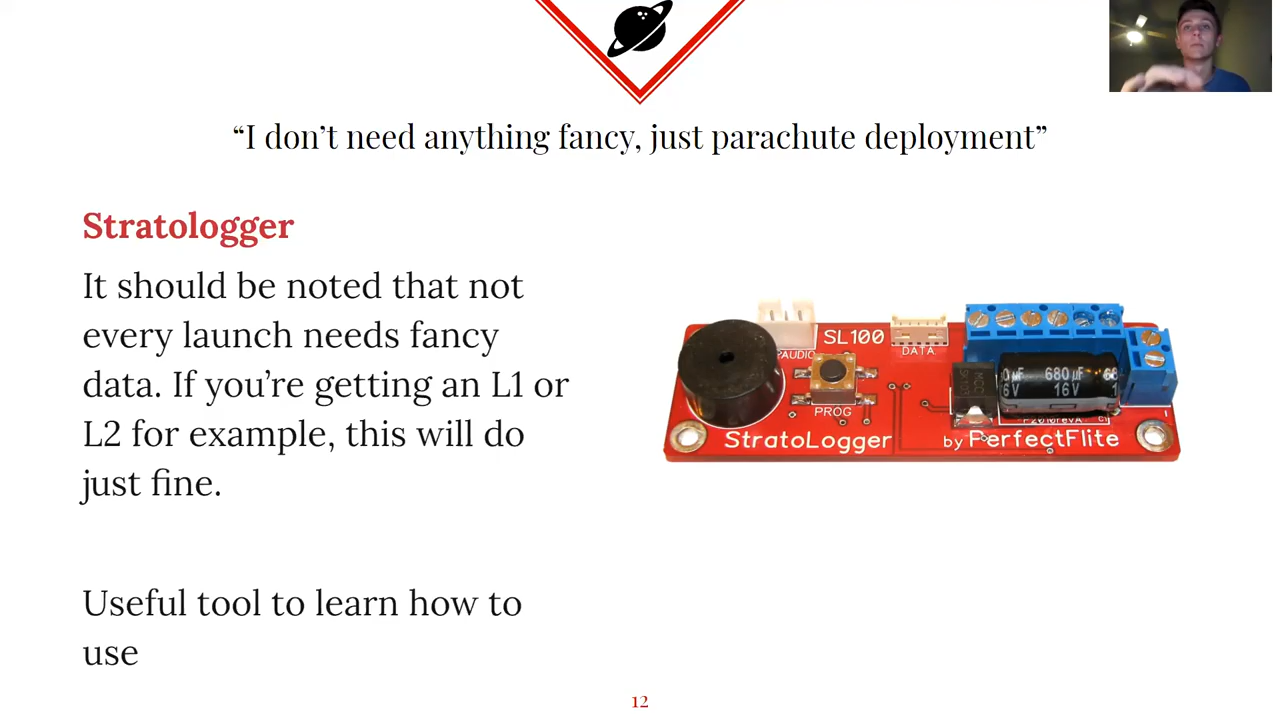 “I don’t need anything fancy, just parachute deployment”
Stratologger
It should be noted that not
every launch needs fancy
data. If you’re getting an L1 or
L2 for example, this will do
just fine.
Useful tool to learn how to
use
SL100
DATA
PROG
680µF
16V
StratoLogger
by PerfectFlite
12